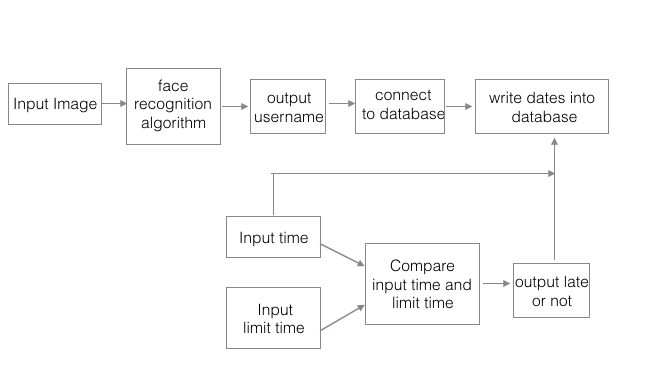 Input Image
face
recognition
algorithm
output
username
connect
to database
write dates into
database
Input time
Input
limit time
Compare
input time and
limit time
output late
or not